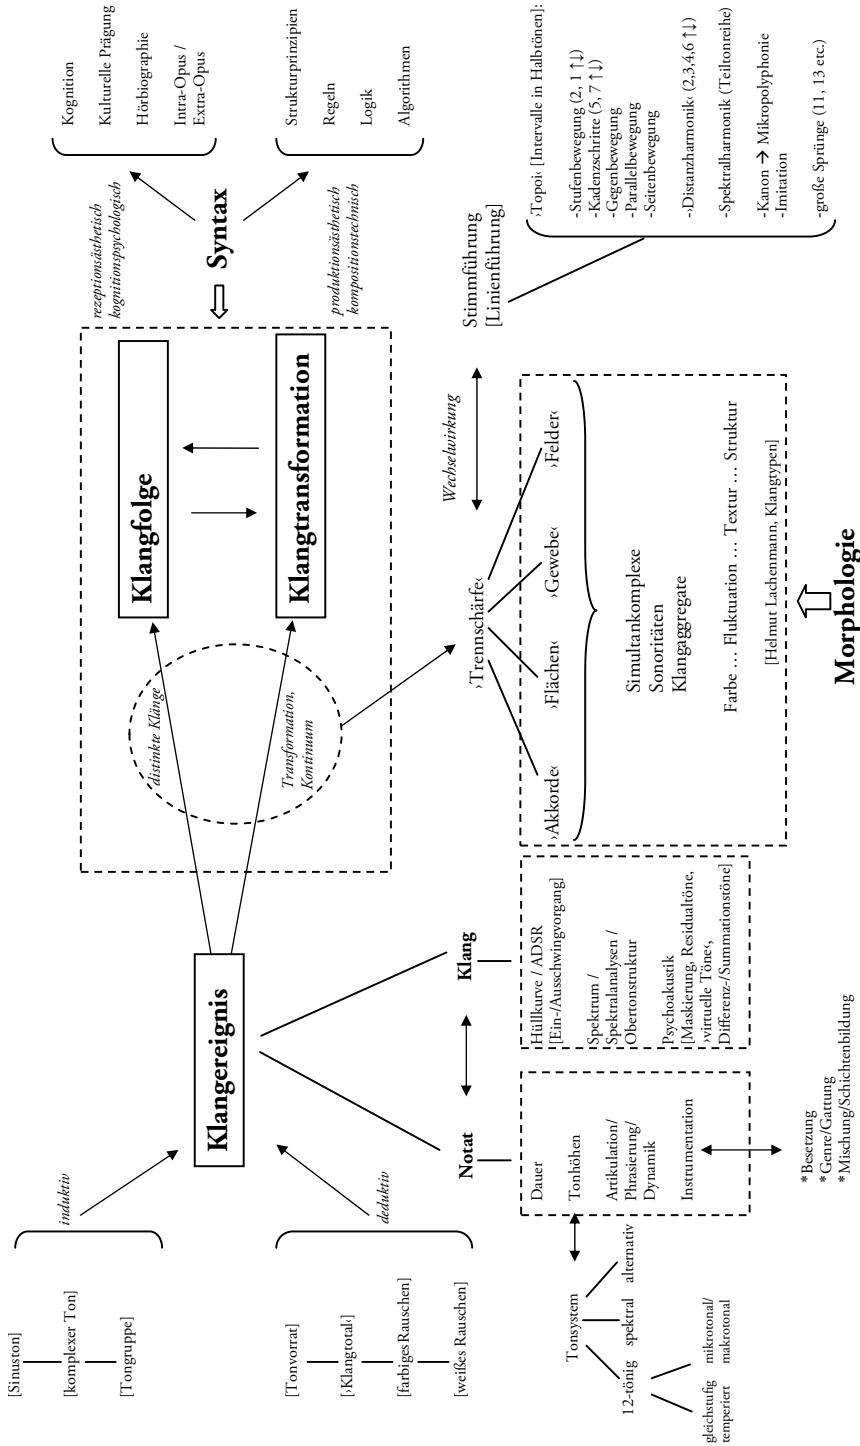 [Sinuston]
[komplexer Ton]
[Tongruppe]
induktiv
[Tonvorrat]
[›Klangtotal‹]
[farbiges Rauschen]
[weißes Rauschen]
deduktiv
Klangereignis
distinkte Klänge
Transformation,
Kontinuum
Klangfolge
Klangtransformation
rezeptionsästhetisch
kognitionspsychologisch
Syntax
produktionsästhetisch
kompositionstechnisch
Kognition
Kulturelle Prägung
Hörbiographie
Intra-Opus /
Extra-Opus
Strukturprinzipien
Regeln
Logik
Algorithmen
Notat
Klang
Dauer
Tonhöhen
Artikulation/
Phrasierung/
Dynamik
Instrumentation
Tonsystem
12-tönig
spektral
alternativ
gleichstufig
temperiert
mikrotonal/
makrotonal
*Besetzung
*Genre/Gattung
*Mischung/Schichtenbildung
Hüllkurve / ADSR
[Ein-/Ausschwingvorgang]
Spektrum /
Spektralanalysen /
Obertonstruktur
Psychoakustik
[Maskierung, Residualtöne,
›virtuelle Töne‹,
Differenz-/Summationstöne]
›Trennschärfe‹
Wechselwirkung
›Akkorde‹
›Flächen‹
›Gewebe‹
›Felder‹
Simultankomplexe
Sonoritäten
Klangaggregate
Farbe … Fluktuation … Textur … Struktur
[Helmut Lachenmann, Klangtypen]
Morphologie
Stimmführung
[Linienführung]
›Topoi‹ [Intervalle in Halbtönen]:
-Stufenbewegung (2, 1 ↑↓)
-Kadenzschritte (5, 7 ↑↓)
-Gegenbewegung
-Parallelbewegung
-Seitenbewegung
-›Distanzharmonik‹ (2,3,4,6 ↑↓)
-Spektralharmonik (Teiltonreihe)
-Kanon → Mikropolyphonie
-Imitation
-große Sprünge (11, 13 etc.)